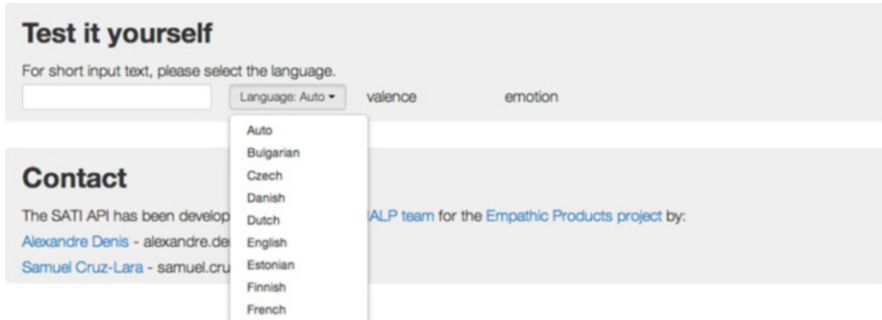 Test it yourself
For short input text, please select the language.
Language: Auto valence emotion
Auto
Bulgarian
Czech
Danish
Dutch
English
Estonian
Finnish
French
Contact
The SATI API has been develop ALP team for the Empathic Products project by:
Alexandre Denis - alexandre.de
Samuel Cruz-Lara - samuel.cru